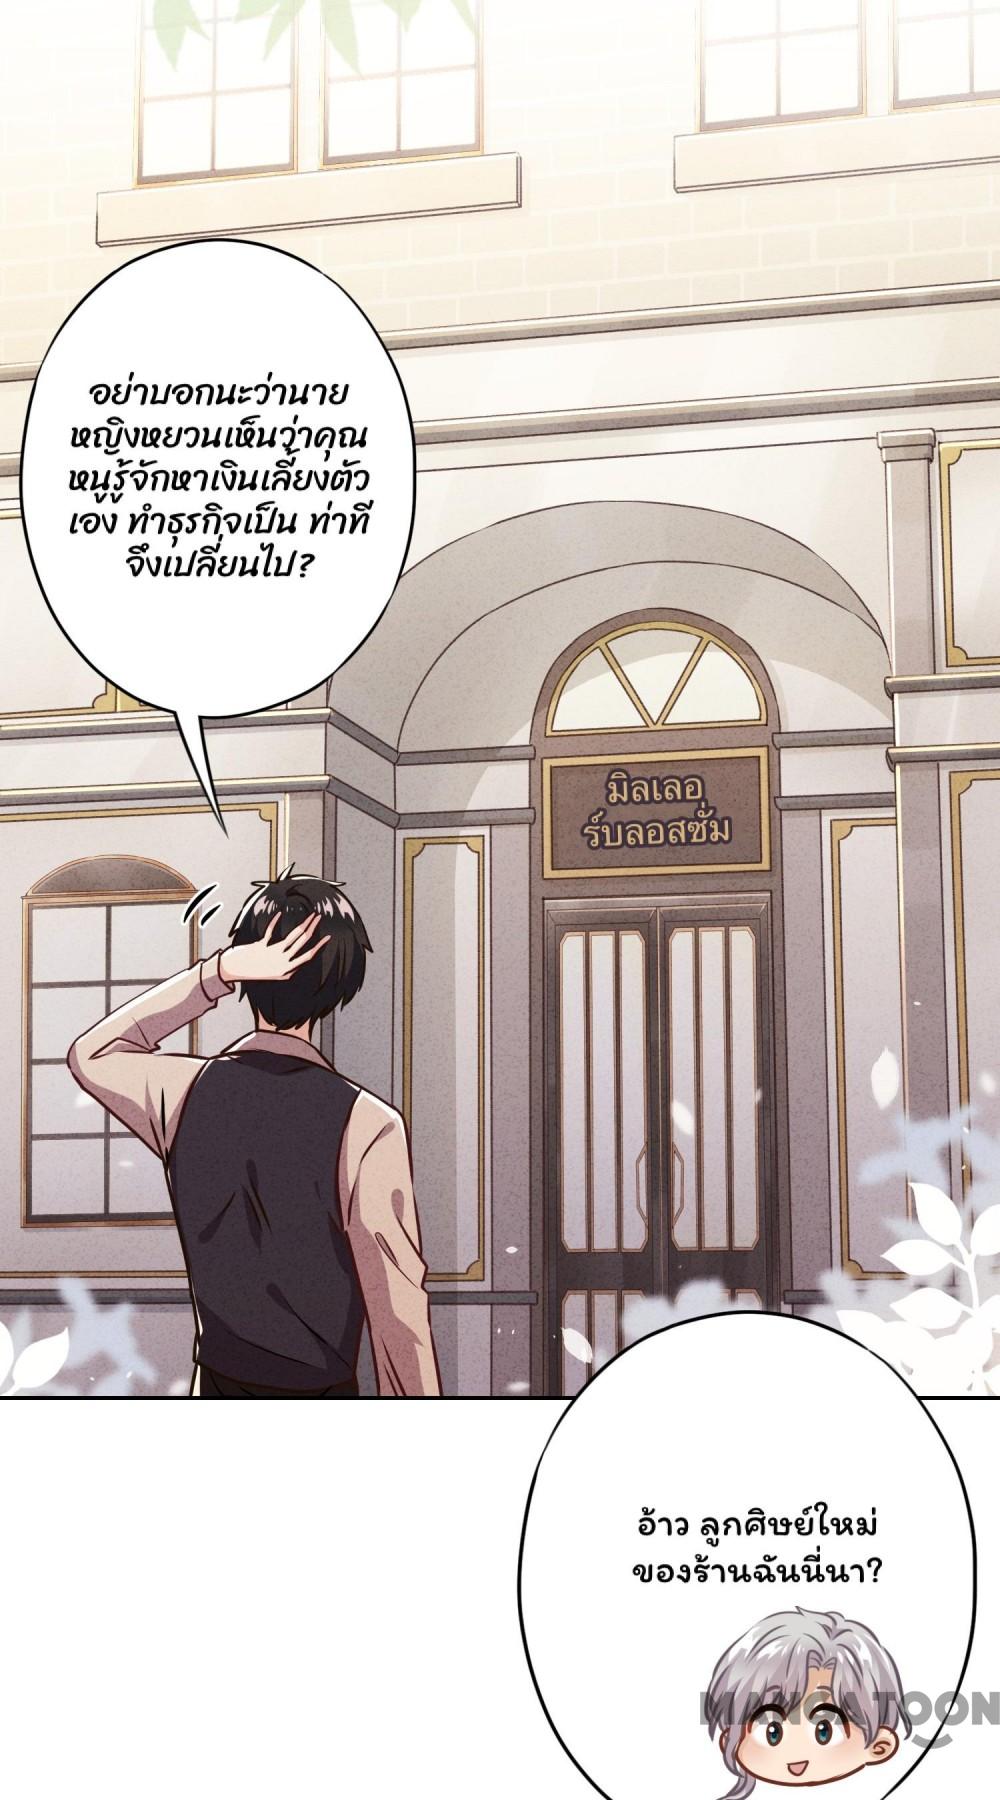 อย่าบอกนะว่านาย
หญิงหยวนเห็นว่าคุณ
หนูรู้จักหาเงินเลี้ยงตัว
เอง ทำธุรกิจเป็น ท่าที
จึงเปลี่ยนไป?
มิลเลอ
ร์บลอสซั่ม
อ้าว ลูกศิษย์ใหม่
ของร้านฉันนี่นา?
MANGATOON